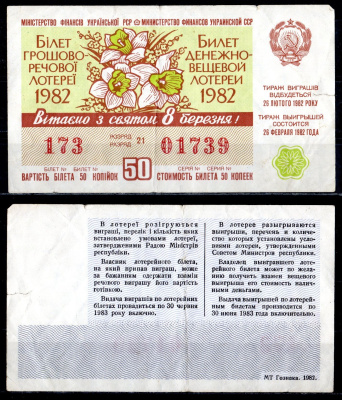 МІНІСТЕРСТВО ФІНАНСІВ УКРАЇНСЬКОЇ РСР • МИНИСТЕРСТВО ФИНАНСОВ УКРАИНСКОЙ ССР
БІЛЕТ
ГРОШОВО-
РЕЧОВОЇ
ЛОТЕРЕЇ
1982
БИЛЕТ
ДЕНЕЖНО-
ВЕЩЕВОЙ
ЛОТЕРЕИ
1982
ТИРАЖ ВИГРАШІВ
ВІДБУДЕТЬСЯ
26 ЛЮТОГО 1982 РОКУ
ТИРАЖ ВЫИГРЫШЕЙ
СОСТОИТСЯ
26 ФЕВРАЛЯ 1982 ГОДА
Вітаємо з святом 8 березня!
173 РОЗРЯД РАЗРЯД 21 01739
БІЛЕТ № БИЛЕТ № СЕРІЯ № СЕРИЯ №
ВАРТІСТЬ БІЛЕТА 50 КОПІЙОК 50 СТОИМОСТЬ БИЛЕТА 50 КОПЕЕК
В лотереї розігруються
виграші, перелік і кількість яких
встановлено умовами лотереї,
затвердженими Радою Міністрів
республіки.
Власник лотерейного білета,
на який припав виграш, може
за бажанням одержати замість
речового виграшу його вартість
готівкою.
Видача виграшів по лотерейних
білетах провадиться по 30 червня
1983 року включно.
В лотерее разыгрываются
выигрыши, перечень и количе-
ство которых установлены усло-
виями лотереи, утвержденными
Советом Министров республики.
Владелец выигравшего лоте-
рейного билета может по жела-
нию получить взамен вещевого
выигрыша его стоимость налич-
ными деньгами.
Выдача выигрышей по лотерей-
ным билетам производится по
30 июня 1983 года включительно.
МТ Гознака. 1982.